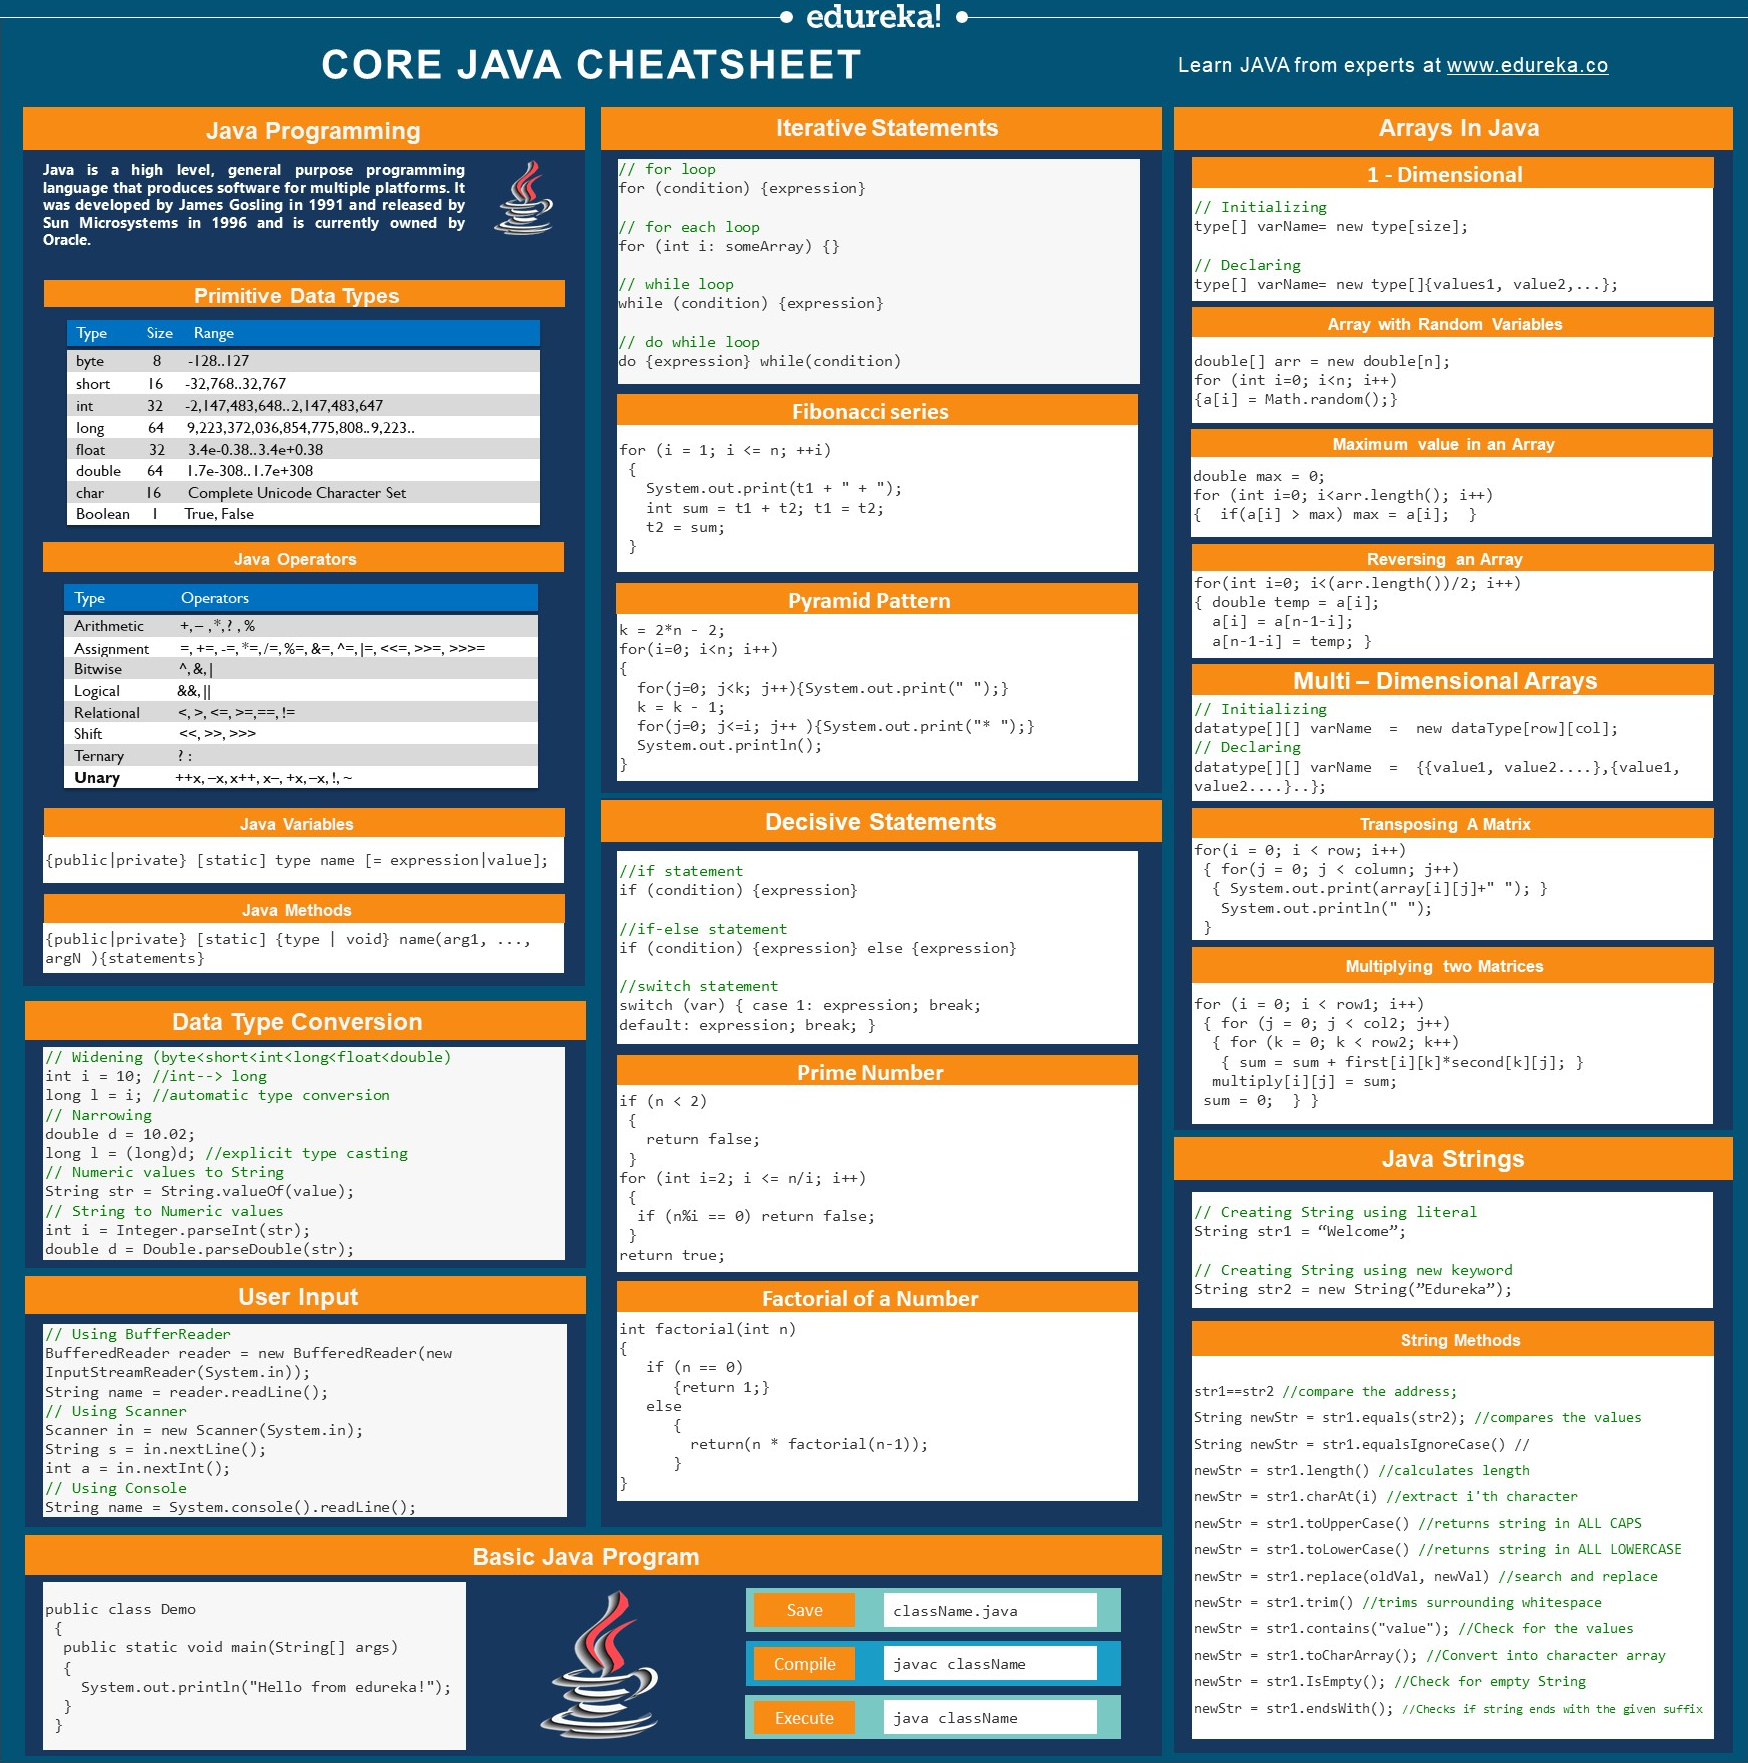 edureka!
CORE JAVA CHEATSHEET
Learn JAVA from experts at www.edureka.co
Java Programming
Java is a high level, general purpose programming
language that produces software for multiple platforms. It
was developed by James Gosling in 1991 and released by
Sun Microsystems in 1996 and is currently owned by
Oracle.
Primitive Data Types
Type Size Range
byte 8 -128..127
short 16 -32,768..32,767
int 32 -2,147,483,648..2,147,483,647
long 64 9,223,372,036,854,775,808..9,223..
float 32 3.4e-0.38..3.4e+0.38
double 64 1.7e-308..1.7e+308
char 16 Complete Unicode Character Set
Boolean 1 True, False
Java Operators
Type Operators
Arithmetic +, – , *, ? , %
Assignment =, +=, -=, *=, /=, %=, &=, ^=, |=, <<=, >>=, >>>=
Bitwise ^, &, |
Logical &&, ||
Relational <, >, <=, >=,==, !=
Shift <<, >>, >>>
Ternary ? :
Unary ++x, –x, x++, x–, +x, –x, !, ~
Java Variables
{public|private} [static] type name [= expression|value];
Java Methods
{public|private} [static] {type | void} name(arg1, ...,
argN ){statements}
Data Type Conversion
// Widening (byte<short<int<long<float<double)
int i = 10; //int--> long
long l = i; //automatic type conversion
// Narrowing
double d = 10.02;
long l = (long)d; //explicit type casting
// Numeric values to String
String str = String.valueOf(value);
// String to Numeric values
int i = Integer.parseInt(str);
double d = Double.parseDouble(str);
User Input
// Using BufferReader
BufferedReader reader = new BufferedReader(new
InputStreamReader(System.in));
String name = reader.readLine();
// Using Scanner
Scanner in = new Scanner(System.in);
String s = in.nextLine();
int a = in.nextInt();
// Using Console
String name = System.console().readLine();
Iterative Statements
// for loop
for (condition) {expression}
// for each loop
for (int i: someArray) {}
// while loop
while (condition) {expression}
// do while loop
do {expression} while(condition)
Fibonacci series
for (i = 1; i <= n; ++i)
{
System.out.print(t1 + " + ");
int sum = t1 + t2; t1 = t2;
t2 = sum;
}
Pyramid Pattern
k = 2*n - 2;
for(i=0; i<n; i++)
{
for(j=0; j<k; j++){System.out.print(" ");}
k = k - 1;
for(j=0; j<=i; j++ ){System.out.print("* ");}
System.out.println();
}
Decisive Statements
//if statement
if (condition) {expression}
//if-else statement
if (condition) {expression} else {expression}
//switch statement
switch (var) { case 1: expression; break;
default: expression; break; }
Prime Number
if (n < 2)
{
return false;
}
for (int i=2; i <= n/i; i++)
{
if (n%i == 0) return false;
}
return true;
Factorial of a Number
int factorial(int n)
{
if (n == 0)
{return 1;}
else
{
return(n * factorial(n-1));
}
}
Basic Java Program
public class Demo
{
public static void main(String[] args)
{
System.out.println("Hello from edureka!");
}
}
Save className.java
Compile javac className
Execute java className
Arrays In Java
1 - Dimensional
// Initializing
type[] varName= new type[size];
// Declaring
type[] varName= new type[]{values1, value2,...};
Array with Random Variables
double[] arr = new double[n];
for (int i=0; i<n; i++)
{a[i] = Math.random();}
Maximum value in an Array
double max = 0;
for (int i=0; i<arr.length(); i++)
{ if(a[i] > max) max = a[i]; }
Reversing an Array
for(int i=0; i<(arr.length())/2; i++)
{ double temp = a[i];
a[i] = a[n-1-i];
a[n-1-i] = temp; }
Multi – Dimensional Arrays
// Initializing
datatype[][] varName = new dataType[row][col];
// Declaring
datatype[][] varName = {{value1, value2....},{value1,
value2....}..};
Transposing A Matrix
for(i = 0; i < row; i++)
{ for(j = 0; j < column; j++)
{ System.out.print(array[i][j]+" "); }
System.out.println(" ");
}
Multiplying two Matrices
for (i = 0; i < row1; i++)
{ for (j = 0; j < col2; j++)
{ for (k = 0; k < row2; k++)
{ sum = sum + first[i][k]*second[k][j]; }
multiply[i][j] = sum;
sum = 0; } }
Java Strings
// Creating String using literal
String str1 = “Welcome”;
// Creating String using new keyword
String str2 = new String(”Edureka”);
String Methods
str1==str2 //compare the address;
String newStr = str1.equals(str2); //compares the values
String newStr = str1.equalsIgnoreCase() //
newStr = str1.length() //calculates length
newStr = str1.charAt(i) //extract i'th character
newStr = str1.toUpperCase() //returns string in ALL CAPS
newStr = str1.toLowerCase() //returns string in ALL LOWERCASE
newStr = str1.replace(oldVal, newVal) //search and replace
newStr = str1.trim() //trims surrounding whitespace
newStr = str1.contains("value"); //Check for the values
newStr = str1.toCharArray(); //Convert into character array
newStr = str1.IsEmpty(); //Check for empty String
newStr = str1.endsWith(); //Checks if string ends with the given suffix